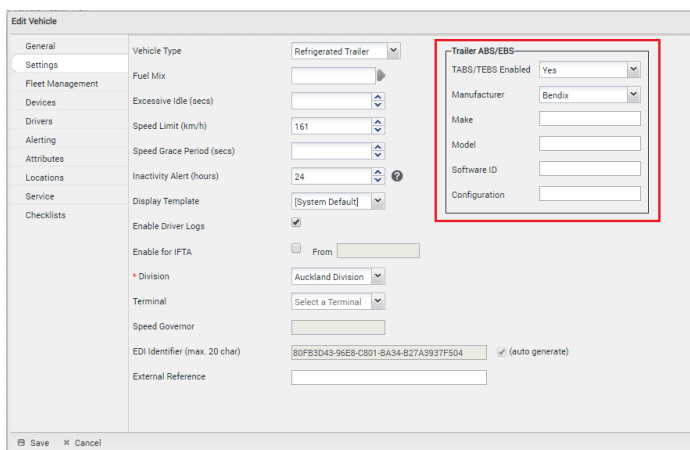 Edit Vehicle
General
Settings
Fleet Management
Devices
Drivers
Alerting
Attributes
Locations
Service
Checklists
Vehicle Type Refrigerated Trailer
Fuel Mix
Excessive Idle (secs)
Speed Limit (km/h) 161
Speed Grace Period (secs)
Inactivity Alert (hours) 24 ?
Display Template [System Default]
Enable Driver Logs
Enable for IFTA From
* Division Auckland Division
Terminal Select a Terminal
Speed Governor
EDI Identifier (max. 20 char) 80FB3D43-96E8-C801-BA34-B27A3937F504 (auto generate)
External Reference
Trailer ABS/EBS
TABS/TEBS Enabled Yes
Manufacturer Bendix
Make
Model
Software ID
Configuration
Save × Cancel